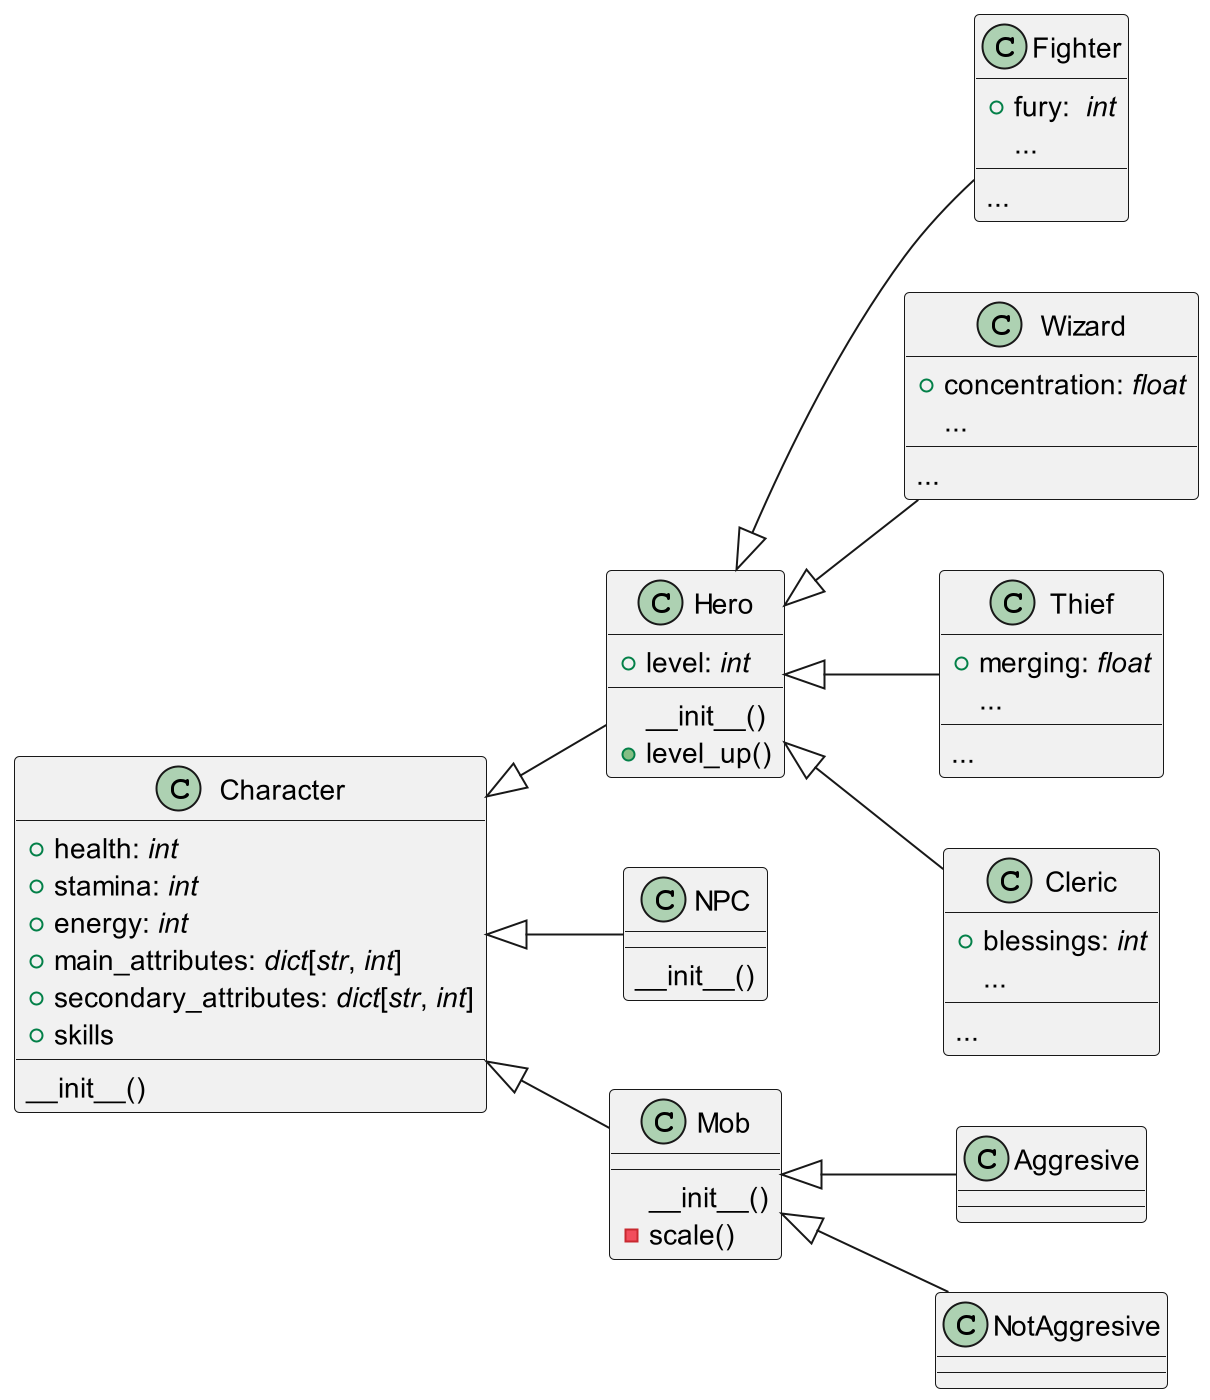 C Fighter
fury: int
...
...
C Wizard
concentration: float
...
...
C Hero
level: int
__init__()
level_up()
C Thief
merging: float
...
...
C Character
health: int
stamina: int
energy: int
main_attributes: dict[str, int]
secondary_attributes: dict[str, int]
skills
__init__()
C NPC
__init__()
C Cleric
blessings: int
...
...
C Mob
__init__()
scale()
C Aggresive
C NotAggresive